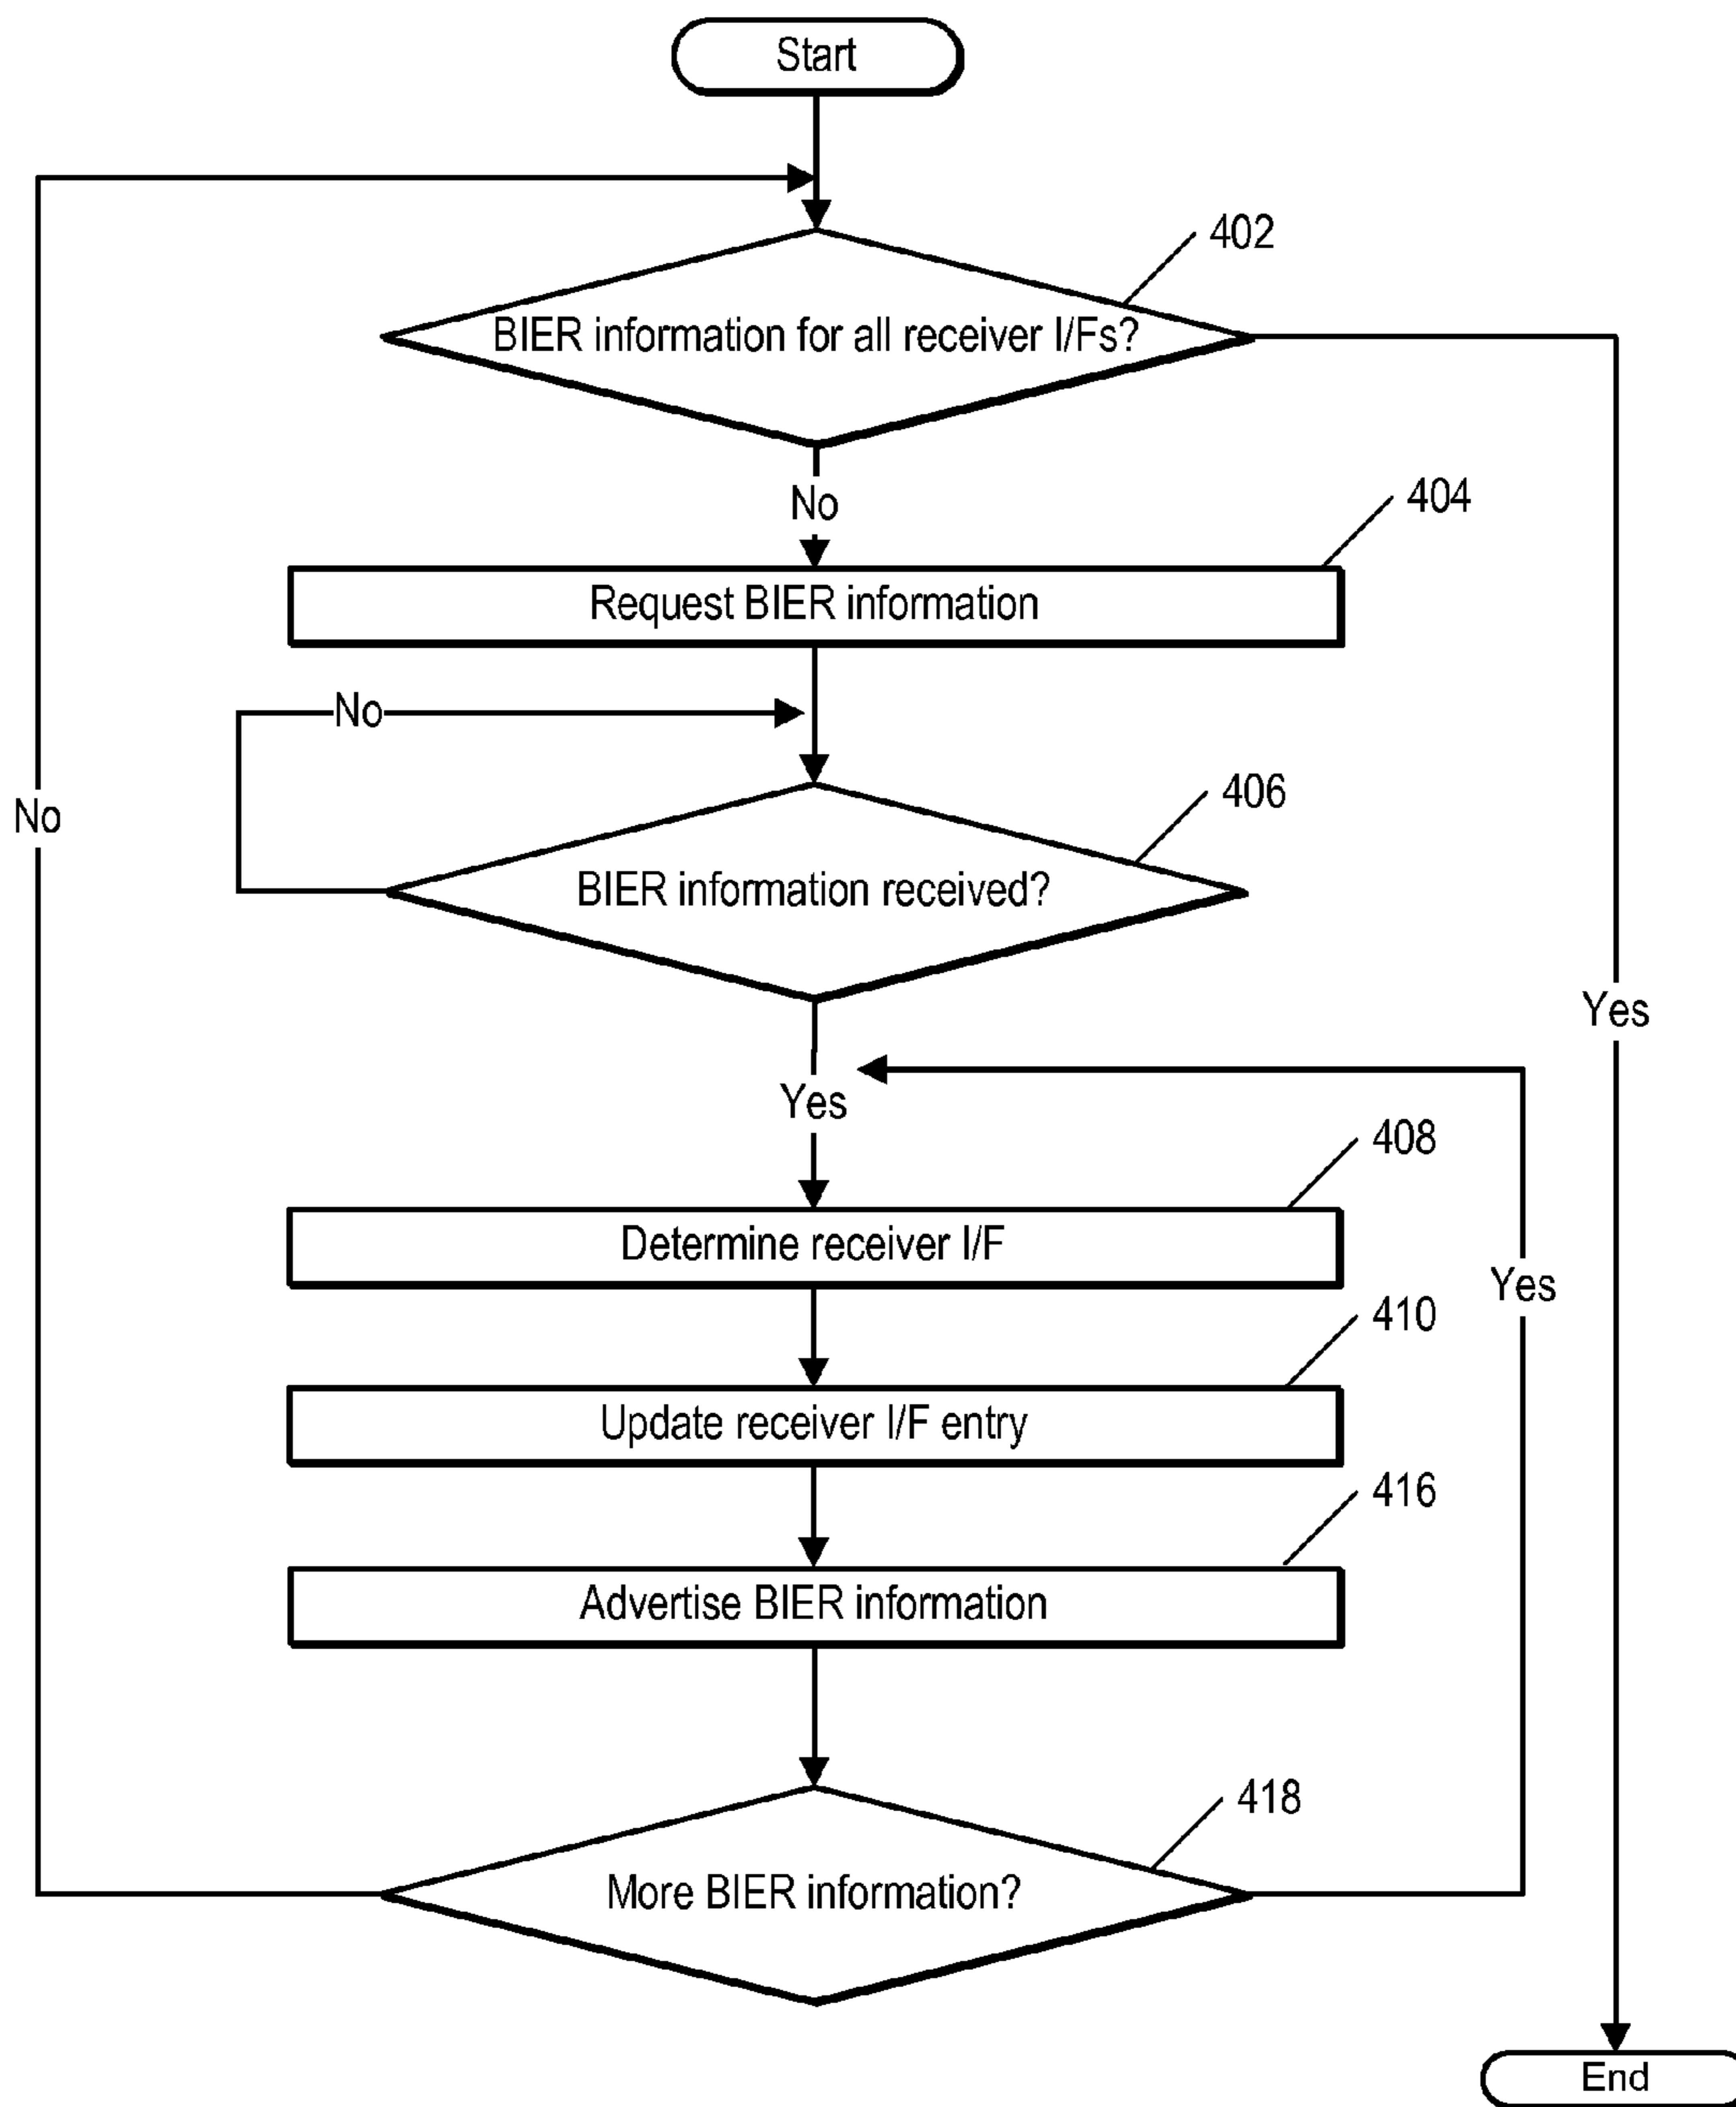 Start
402
BIER information for all receiver I/Fs?
No
404
Request BIER information
No
406
No
BIER information received?
Yes
Yes
408
Determine receiver I/F
Yes
410
Update receiver I/F entry
416
Advertise BIER information
418
More BIER information?
End